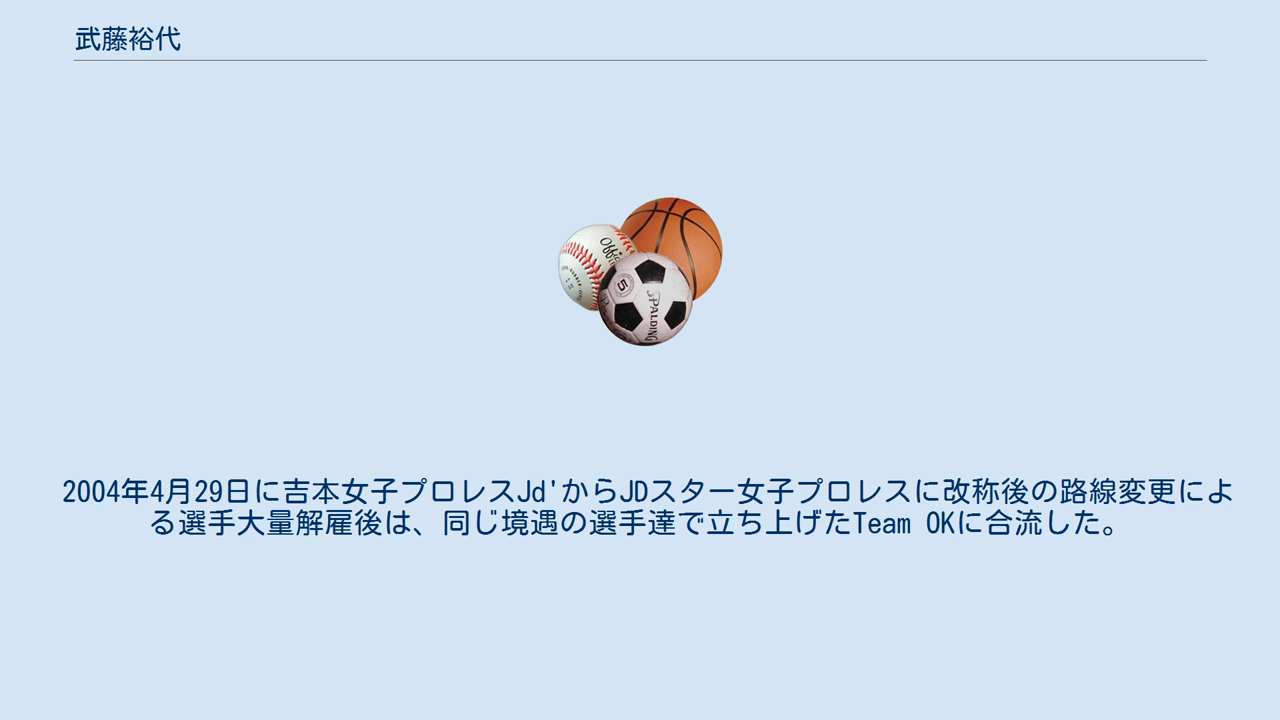 武藤裕代
Official
SPALDING
5
2004年4月29日に吉本女子プロレスJd'からJDスター女子プロレスに改称後の路線変更によ
る選手大量解雇後は、同じ境遇の選手達で立ち上げたTeam OKに合流した。